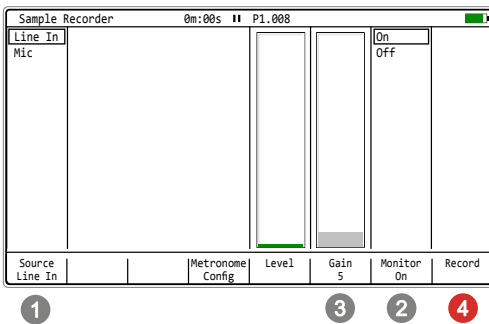 Sample Recorder 0m:00s P1.008
Line In On
Mic Off
Source Metronome Level Gain Monitor Record
Line In Config 5 On
1 3 2 4